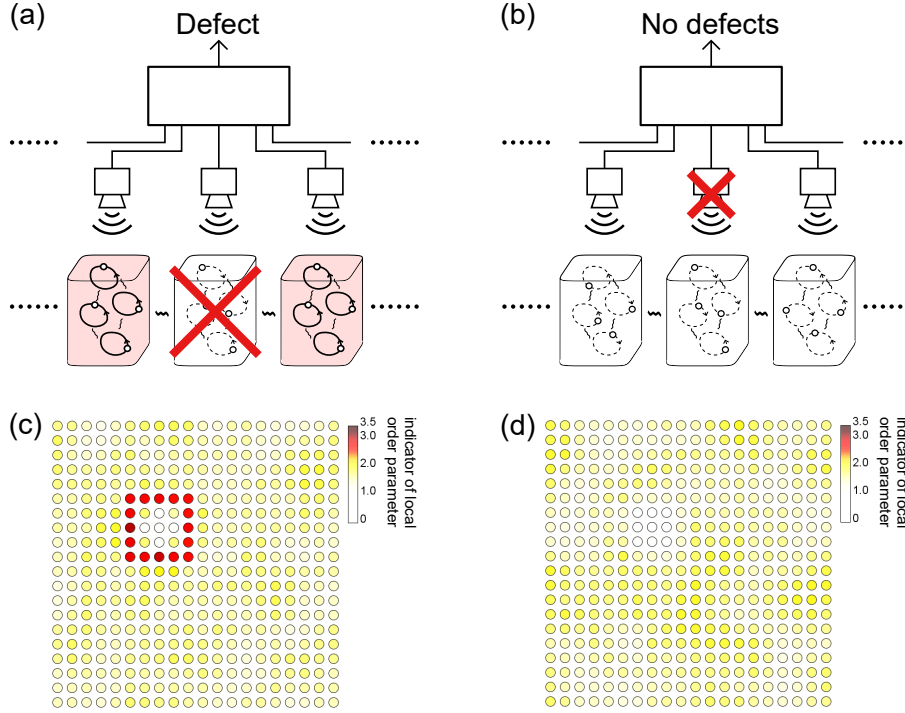 (a)
Defect
(b)
No defects
(c)
3.5
3.0
2.0
1.0
0
indicator of local
order parameter
(d)
3.5
3.0
2.0
1.0
0
indicator of local
order parameter